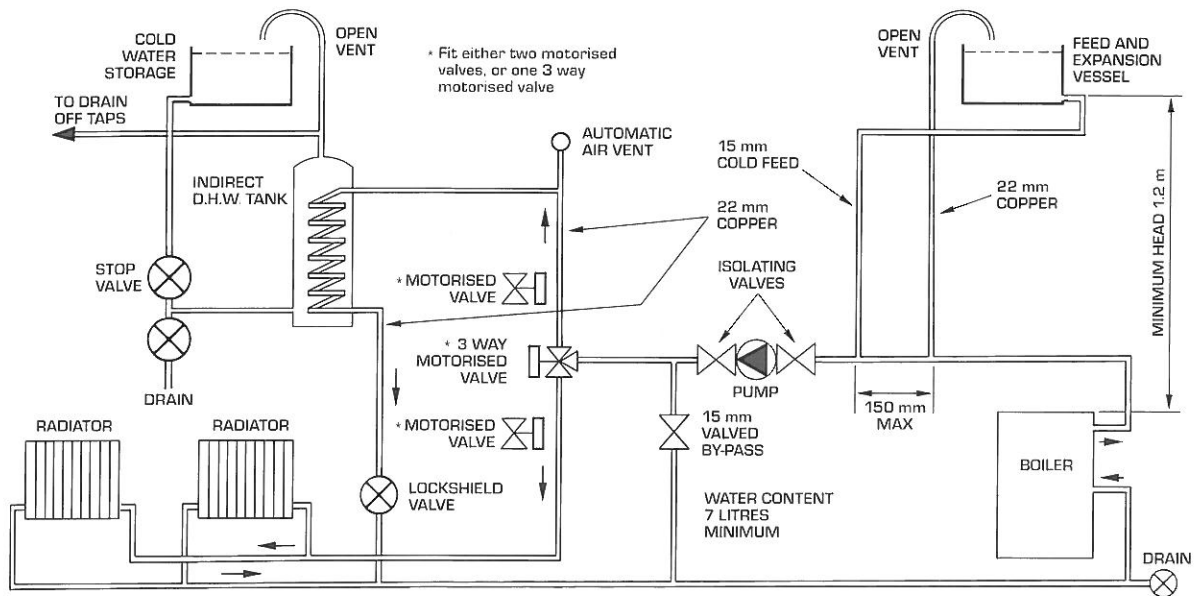 COLD
WATER
STORAGE
OPEN
VENT
* Fit either two motorised
valves, or one 3 way
motorised valve
OPEN
VENT
FEED AND
EXPANSION
VESSEL
TO DRAIN
OFF TAPS
AUTOMATIC
AIR VENT
15 mm
COLD FEED
INDIRECT
D.H.W. TANK
22 mm
COPPER
22 mm
COPPER
MINIMUM HEAD 1.2 m
STOP
VALVE
* MOTORISED
VALVE
ISOLATING
VALVES
* 3 WAY
MOTORISED
VALVE
DRAIN
PUMP
150 mm
MAX
RADIATOR
RADIATOR
* MOTORISED
VALVE
15 mm
VALVED
BY-PASS
BOILER
LOCKSHIELD
VALVE
WATER CONTENT
7 LITRES
MINIMUM
DRAIN